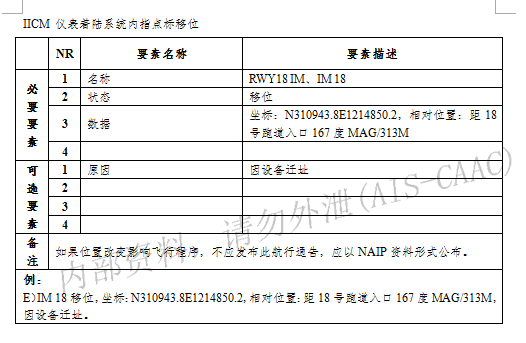 IICM 仪表着陆系统内指点标移位
NR 要素名称 要素描述
必要要素
1 名称 RWY18 IM、IM 18
2 状态 移位
3 数据 坐标：N310943.8E1214850.2，相对位置：距 18
号跑道入口 167 度 MAG/313M
4
可选要素
1 原因 因设备迁址
2
3
4
备注 如果位置改变影响飞行程序，不应发布此航行通告，应以 NAIP 资料形式公布。
例：
E)IM 18 移位，坐标：N310943.8E1214850.2，相对位置：距 18 号跑道入口 167 度 MAG/313M，
因设备迁址。
内部资料，请勿外泄(AIS-CAAC)